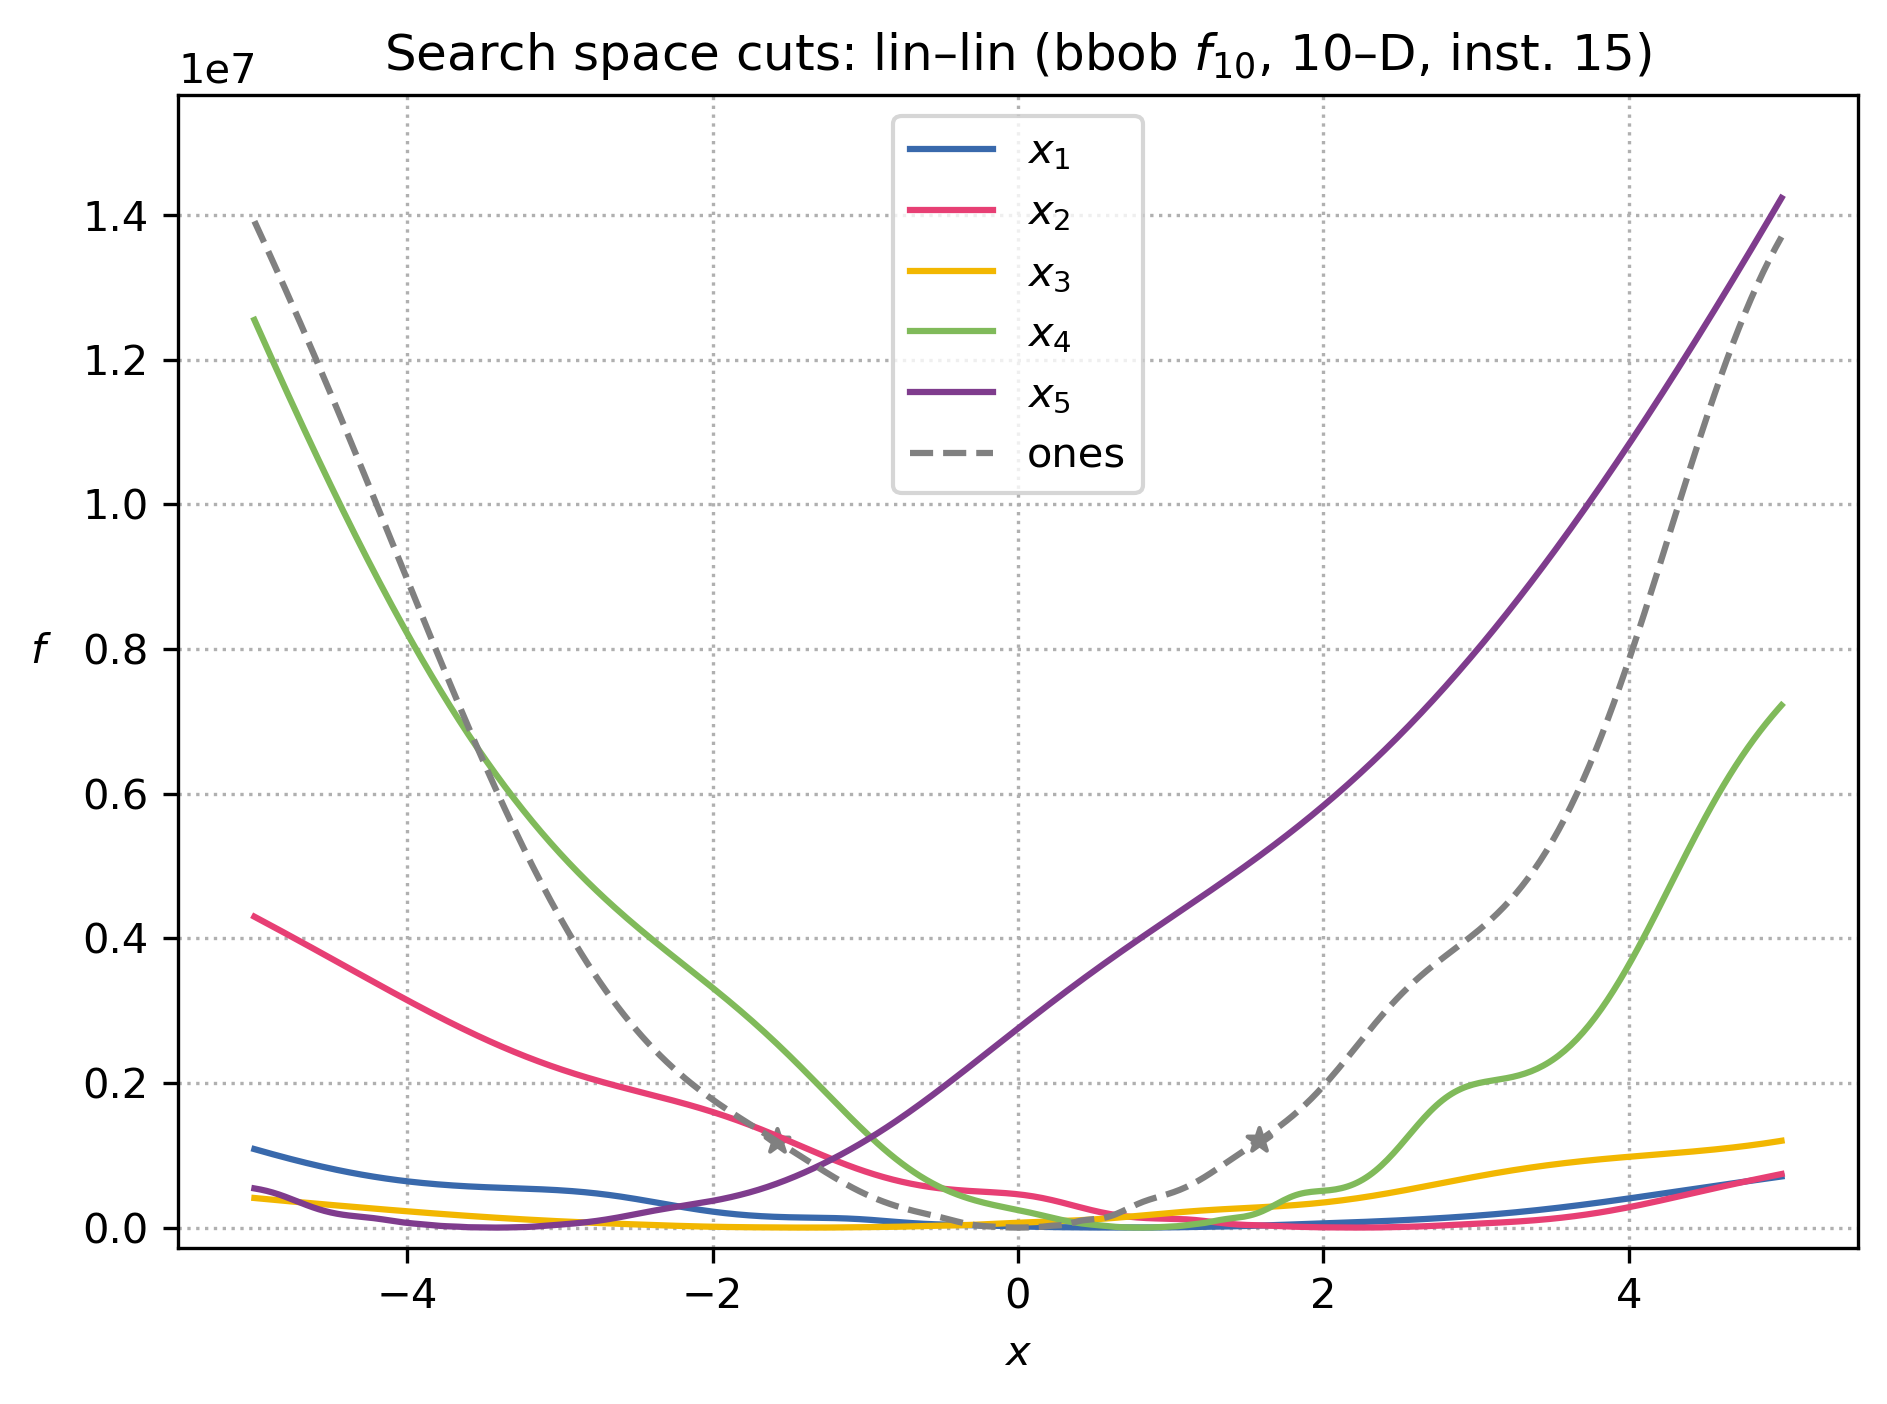 Search space cuts: lin–lin (bbob f₁₀, 10–D, inst. 15)
1e7
x₁
x₂
x₃
x₄
x₅
ones
f
1.4
1.2
1.0
0.8
0.6
0.4
0.2
0.0
−4 −2 0 2 4
x